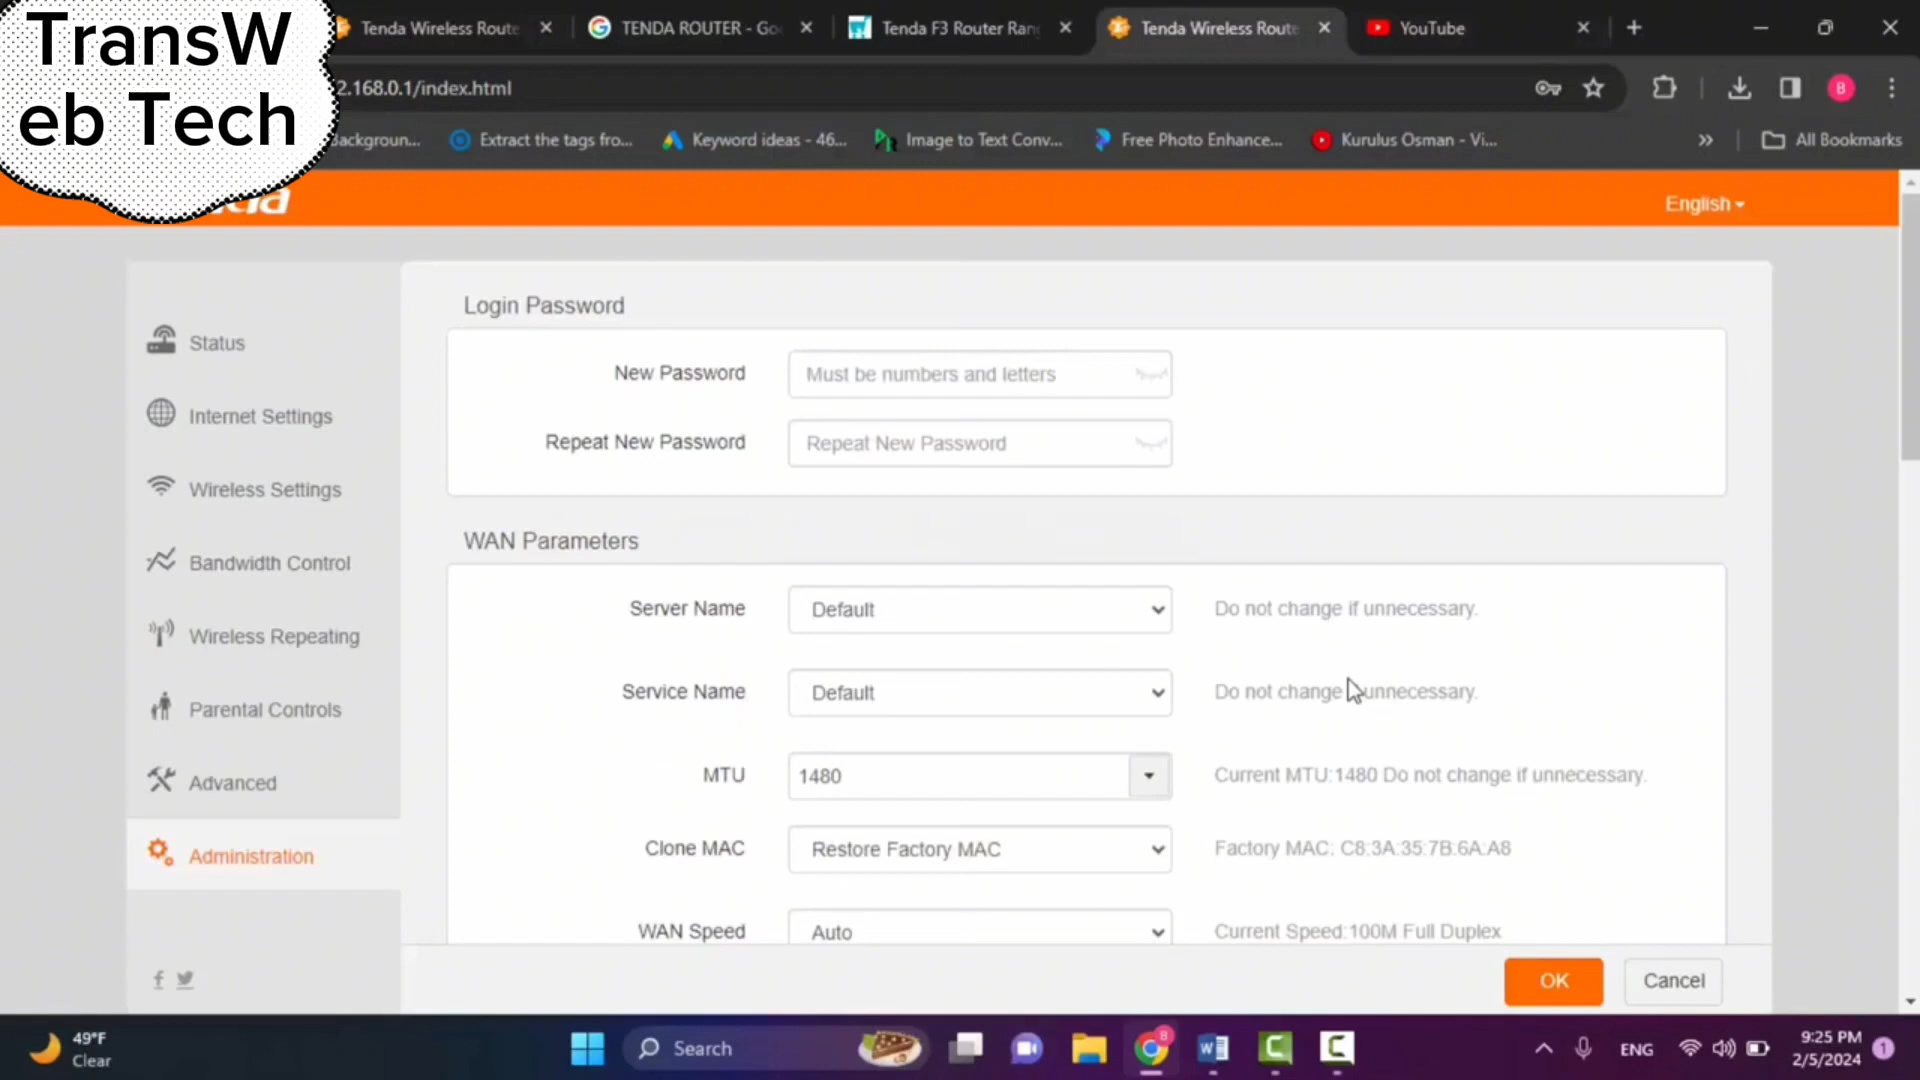 TransW
eb Tech
Tenda Wireless Route
TENDA ROUTER - Go
Tenda F3 Router Ran
Tenda Wireless Route
YouTube
2.168.0.1/index.html
B
Backgroun...
Extract the tags fro...
Keyword ideas - 46...
Image to Text Conv...
Free Photo Enhance...
Kurulus Osman - Vi...
All Bookmarks
English
Login Password
New Password
Must be numbers and letters
Repeat New Password
Repeat New Password
Status
Internet Settings
Wireless Settings
Bandwidth Control
Wireless Repeating
Parental Controls
Advanced
Administration
WAN Parameters
Server Name
Default
Do not change if unnecessary.
Service Name
Default
Do not change unnecessary.
MTU
1480
Current MTU:1480 Do not change if unnecessary.
Clone MAC
Restore Factory MAC
Factory MAC: C8:3A:35:7B:6A:A8
WAN Speed
Auto
Current Speed:100M Full Duplex
OK
Cancel
49°F
Clear
Search
ENG
9:25 PM
2/5/2024
1